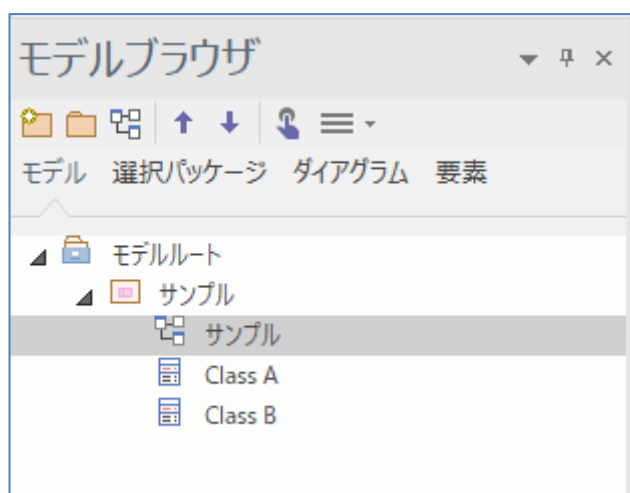 モデルブラウザ
モデル 選択パッケージ ダイアグラム 要素
モデルルート
サンプル
サンプル
Class A
Class B